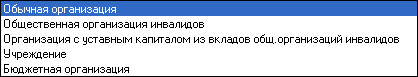 Обычная организация
Общественная организация инвалидов
Организация с уставным капиталом из вкладов общ.организаций инвалидов
Учреждение
Бюджетная организация